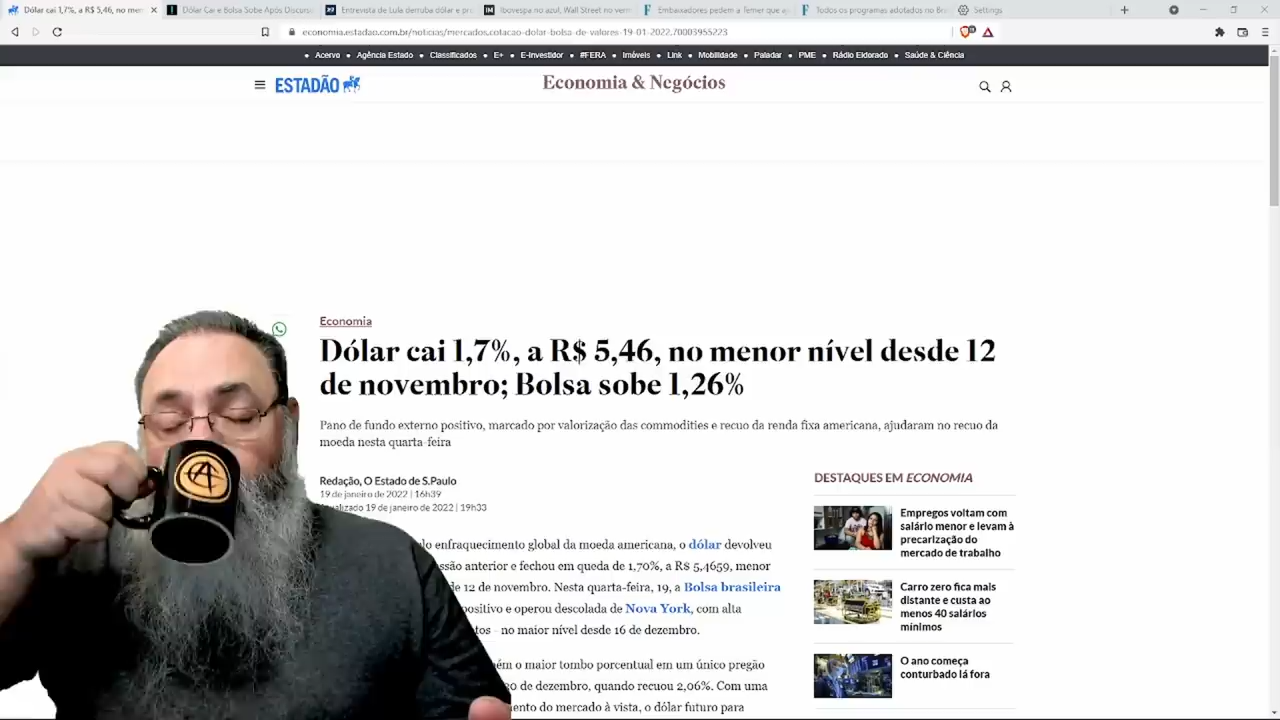 Dólar cai 1,7%, a R$ 5,46, no mer
Dólar Cai e Bolsa Sobe Após Discurs
Entrevista de Lula derruba dólar e pr
Ibovespa no azul, Wall Street no verm
Embaixadores pedem a Temer que aj
Todos os programas adotados no Br
Settings
economia.estadao.com.br/noticias/mercados,cotacao-dolar-bolsa-de-valores-19-01-2022,70003955223
Acervo • Agência Estado • Classificados • E+ • E-Investidor • #FERA • Imóveis • Link • Mobilidade • Paladar • PME • Rádio Eldorado • Saúde & Ciência
ESTADÃO
Economia & Negócios
Economia
Dólar cai 1,7%, a R$ 5,46, no menor nível desde 12
de novembro; Bolsa sobe 1,26%
Pano de fundo externo positivo, marcado por valorização das commodities e recuo da renda fixa americana, ajudaram no recuo da
moeda nesta quarta-feira
Redação, O Estado de S.Paulo
19 de janeiro de 2022 | 16h39
tualizado 19 de janeiro de 2022 | 19h33
enfraquecimento global da moeda americana, o dólar devolveu
anterior e fechou em queda de 1,70%, a R$ 5,4659, menor
de 12 de novembro. Nesta quarta-feira, 19, a Bolsa brasileira
positivo e operou descolada de Nova York, com alta
- no maior nível desde 16 de dezembro.
o maior tombo porcentual em um único pregão
de dezembro, quando recuou 2,06%. Com uma
do mercado à vista, o dólar futuro para
DESTAQUES EM ECONOMIA
Empregos voltam com
salário menor e levam à
precarização do
mercado de trabalho
Carro zero fica mais
distante e custa ao
menos 40 salários
mínimos
O ano começa
conturbado lá fora